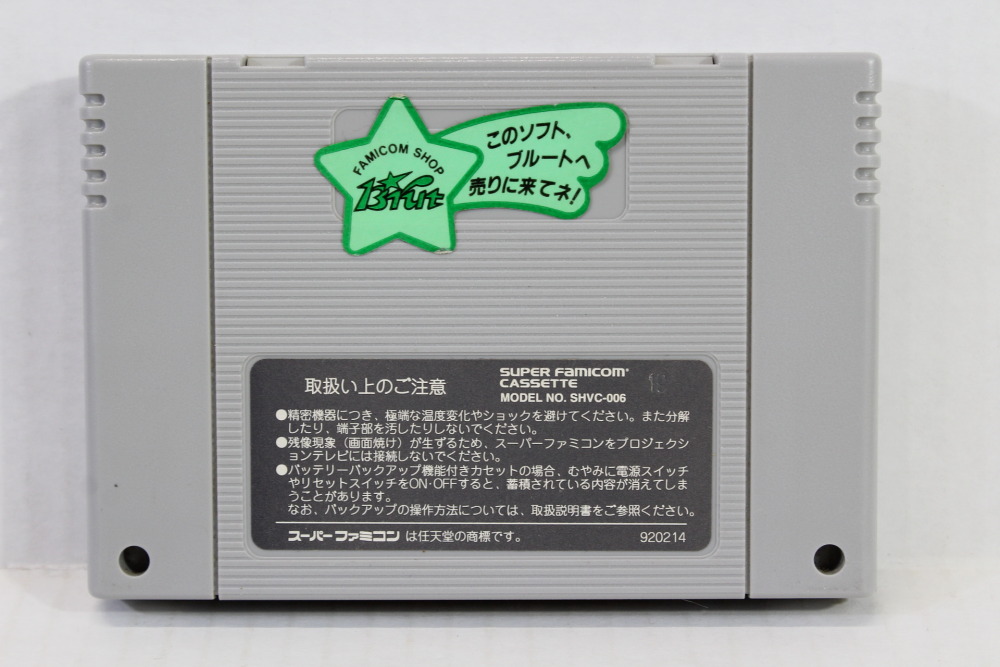 FAMICOM SHOP
Brut
このソフト、
ブルートへ
売りに来てネ!
取扱い上のご注意
SUPER FAMICOM
CASSETTE
MODEL NO. SHVC-006
●精密機器につき、極端な温度変化やショックを避けてください。また分解
したり、端子部を汚したりしないでください。
●残像現象（画面焼け）が生ずるため、スーパーファミコンをプロジェクシ
ョンテレビには接続しないでください。
●バッテリーバックアップ機能付きカセットの場合、むやみに電源スイッチ
やリセットスイッチをON・OFFすると、蓄積されている内容が消えてしま
うことがあります。
なお、バックアップの操作方法については、取扱説明書をご参照ください。
スーパーファミコン は任天堂の商標です。
920214